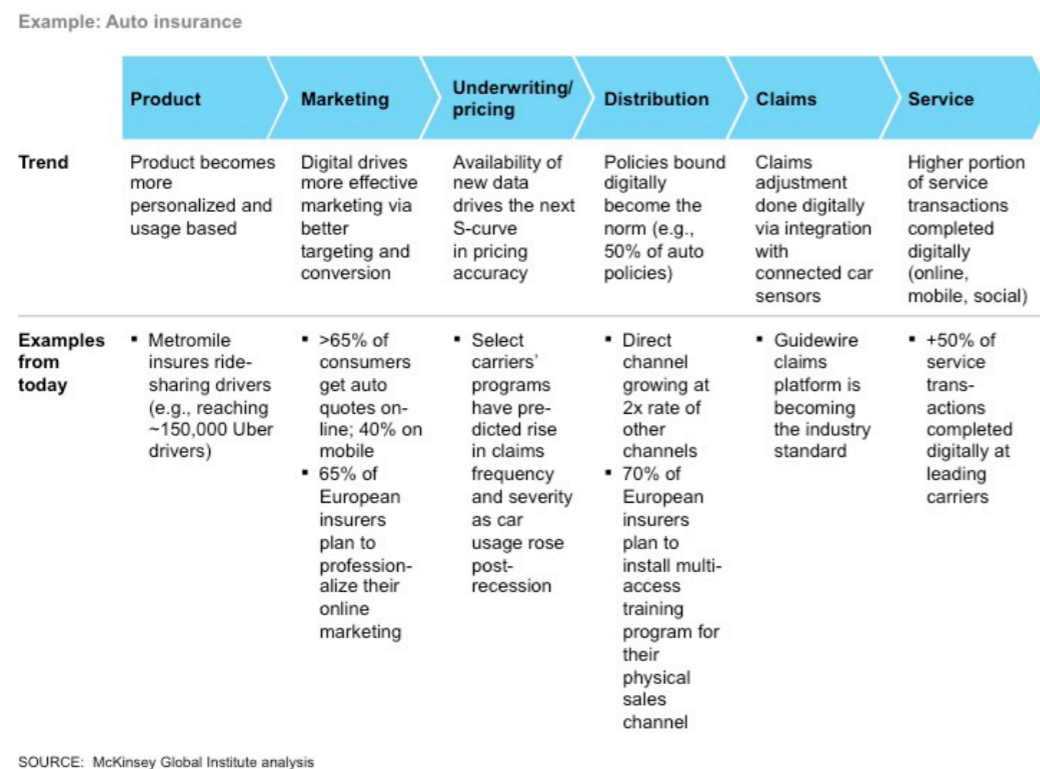 Example: Auto insurance
Product
Marketing
Underwriting/
pricing
Distribution
Claims
Service
Trend
Product becomes
more
personalized and
usage based
Digital drives
more effective
marketing via
better
targeting and
conversion
Availability of
new data
drives the next
S-curve
in pricing
accuracy
Policies bound
digitally
become the
norm (e.g.,
50% of auto
policies)
Claims
adjustment
done digitally
via integration
with
connected car
sensors
Higher portion
of service
transactions
completed
digitally
(online,
mobile, social)
Examples
from
today
▪ Metromile
insures ride-
sharing drivers
(e.g., reaching
~150,000 Uber
drivers)
▪ >65% of
consumers
get auto
quotes on-
line; 40% on
mobile
▪ 65% of
European
insurers
plan to
profession-
alize their
online
marketing
▪ Select
carriers’
programs
have pre-
dicted rise
in claims
frequency
and severity
as car
usage rose
post-
recession
▪ Direct
channel
growing at
2x rate of
other
channels
▪ 70% of
European
insurers
plan to
install multi-
access
training
program for
their
physical
sales
channel
▪ Guidewire
claims
platform is
becoming
the industry
standard
▪ +50% of
service
trans-
actions
completed
digitally at
leading
carriers
SOURCE: McKinsey Global Institute analysis